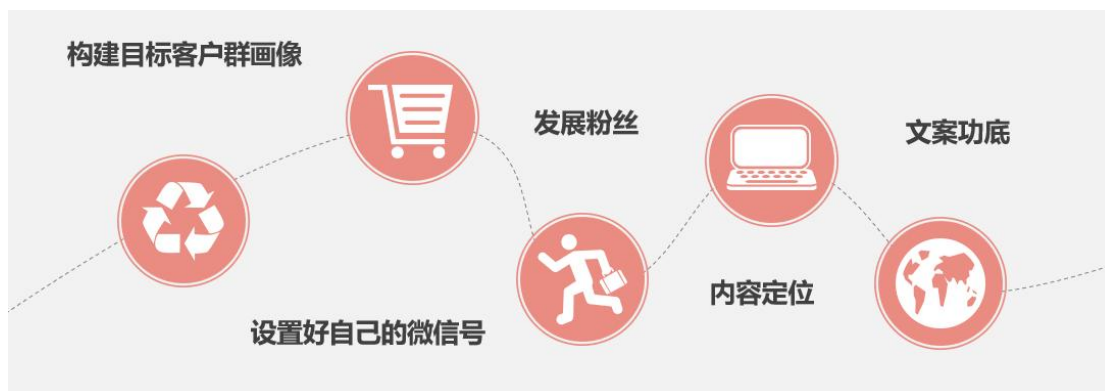 构建目标客户群画像
设置好自己的微信号
发展粉丝
内容定位
文案功底